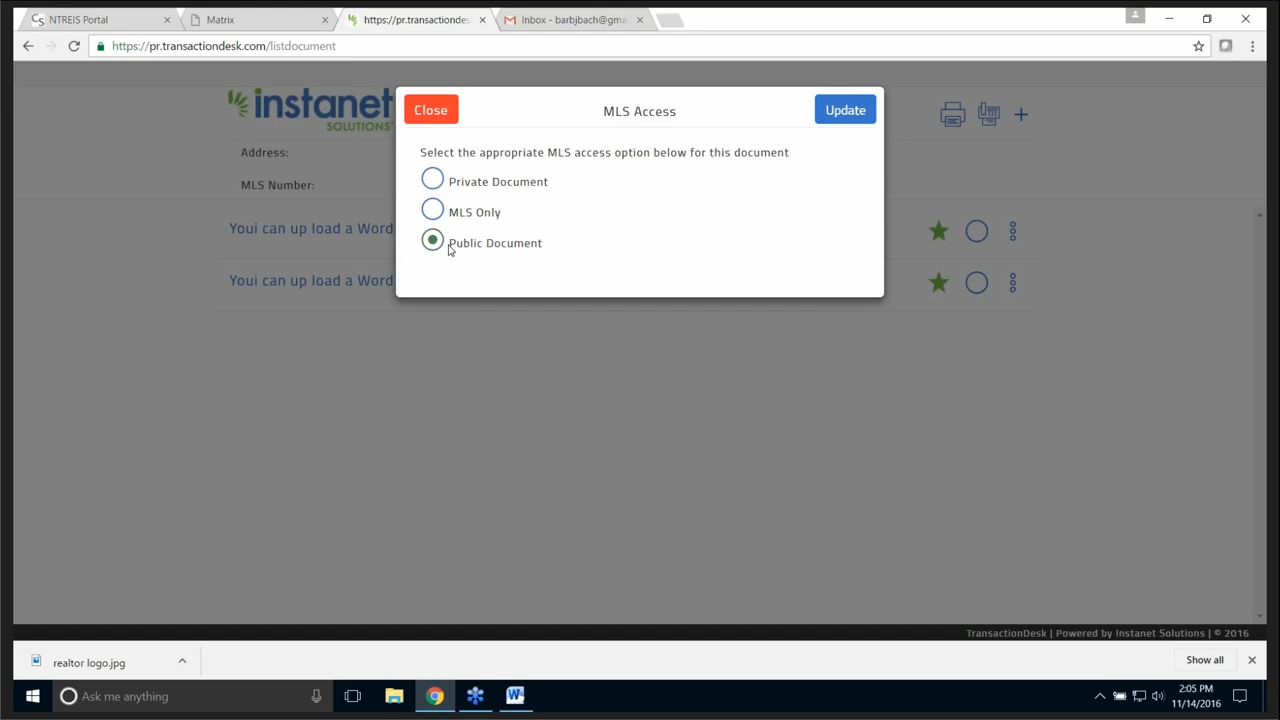 NTREIS Portal
Matrix
https://pr.transactiondes
Inbox - barbjbach@gma
https://pr.transactiondesk.com/listdocument
instanet
SOLUTIONS
Close
MLS Access
Update
Address:
Select the appropriate MLS access option below for this document
MLS Number:
Private Document
MLS Only
Public Document
Youi can up load a Word
Youi can up load a Word
TransactionDesk | Powered by Instanet Solutions | © 2016
realtor logo.jpg
Show all
Ask me anything
2:05 PM
11/14/2016